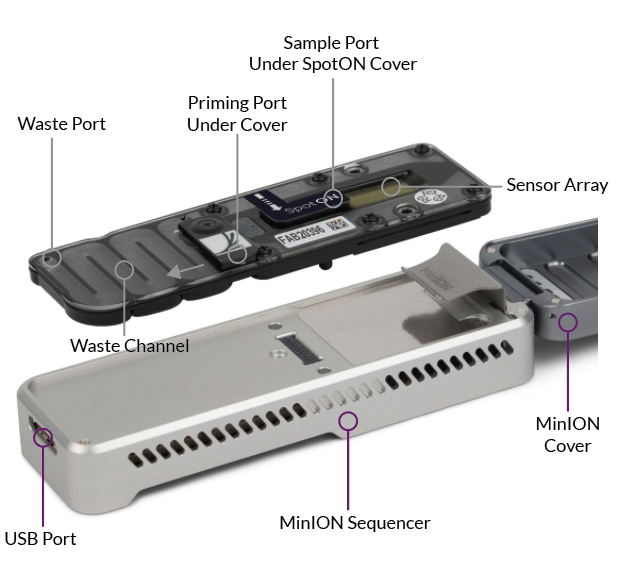 Sample Port
Under SpotON Cover
Priming Port
Under Cover
Waste Port
Sensor Array
SpotON
FAB20396
MinION
Waste Channel
MinION
Cover
MinION Sequencer
USB Port